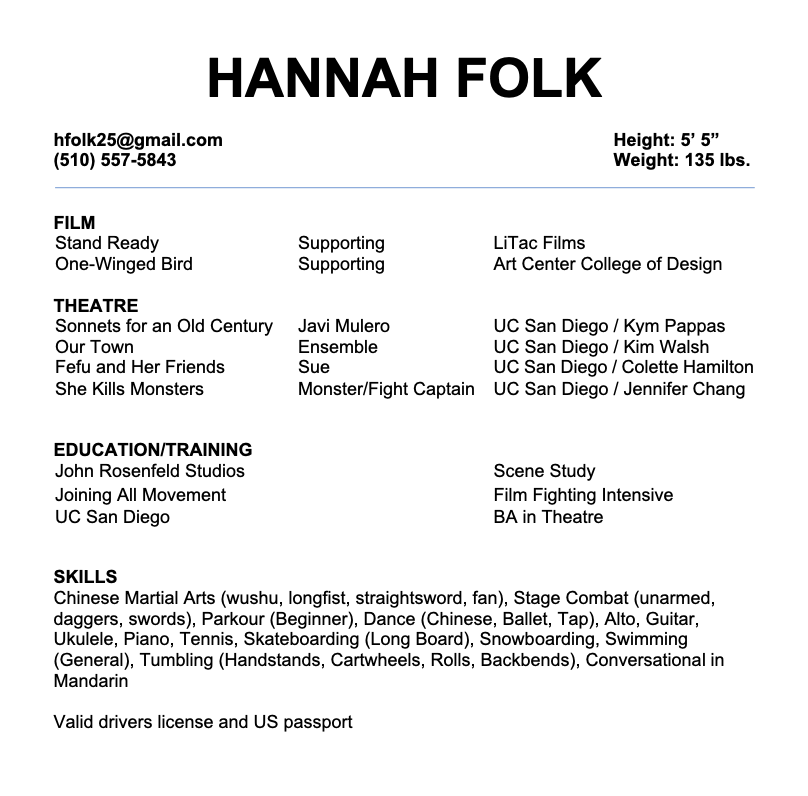 HANNAH FOLK
hfolk25@gmail.com Height: 5’ 5”
(510) 557-5843 Weight: 135 lbs.
FILM
Stand Ready Supporting LiTac Films
One-Winged Bird Supporting Art Center College of Design
THEATRE
Sonnets for an Old Century Javi Mulero UC San Diego / Kym Pappas
Our Town Ensemble UC San Diego / Kim Walsh
Fefu and Her Friends Sue UC San Diego / Colette Hamilton
She Kills Monsters Monster/Fight Captain UC San Diego / Jennifer Chang
EDUCATION/TRAINING
John Rosenfeld Studios Scene Study
Joining All Movement Film Fighting Intensive
UC San Diego BA in Theatre
SKILLS
Chinese Martial Arts (wushu, longfist, straightsword, fan), Stage Combat (unarmed,
daggers, swords), Parkour (Beginner), Dance (Chinese, Ballet, Tap), Alto, Guitar,
Ukulele, Piano, Tennis, Skateboarding (Long Board), Snowboarding, Swimming
(General), Tumbling (Handstands, Cartwheels, Rolls, Backbends), Conversational in
Mandarin
Valid drivers license and US passport